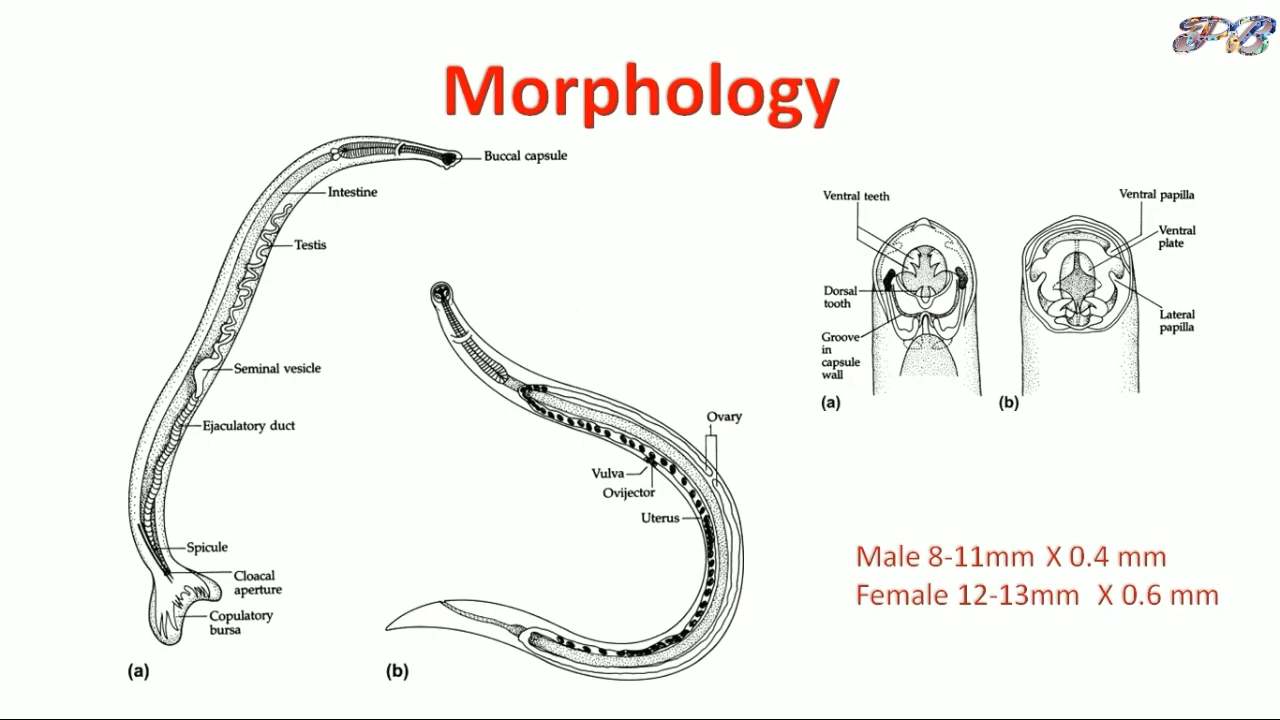 PB
Morphology
Buccal capsule
Intestine
Testis
Seminal vesicle
Ejaculatory duct
Spicule
Cloacal
aperture
Copulatory
bursa
(a)
Ovary
Vulva
Ovijector
Uterus
(b)
Ventral teeth
Dorsal
tooth
Groove
in
capsule
wall
(a)
Ventral papilla
Ventral
plate
Lateral
papilla
(b)
Male 8-11mm X 0.4 mm
Female 12-13mm X 0.6 mm